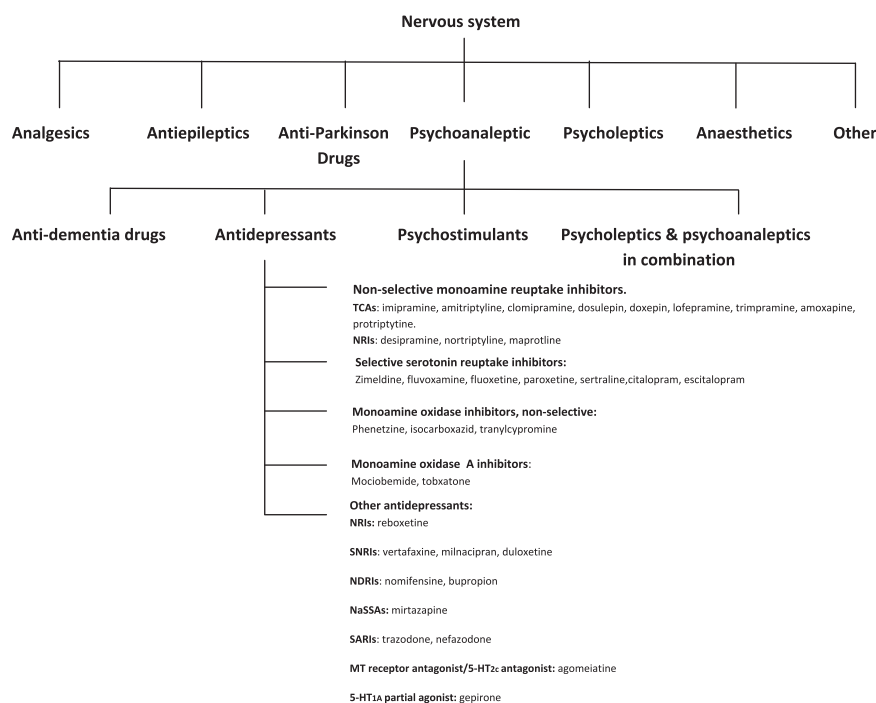 Nervous system
Analgesics
Antiepileptics
Anti-Parkinson
Drugs
Psychoanaleptic
Psycholeptics
Anaesthetics
Other
Anti-dementia drugs
Antidepressants
Psychostimulants
Psycholeptics & psychoanaleptics
in combination
Non-selective monoamine reuptake inhibitors.
TCAs: imipramine, amitriptyline, clomipramine, dosulepin, doxepin, lofepramine, trimpramine, amoxapine,
protriptytine.
NRIs: desipramine, nortriptyline, maprotline
Selective serotonin reuptake inhibitors:
Zimeldine, fluvoxamine, fluoxetine, paroxetine, sertraline,citalopram, escitalopram
Monoamine oxidase inhibitors, non-selective:
Phenetzine, isocarboxazid, tranylcypromine
Monoamine oxidase A inhibitors:
Mociobemide, tobxatone
Other antidepressants:
NRIs: reboxetine
SNRIs: vertafaxine, milnacipran, duloxetine
NDRIs: nomifensine, bupropion
NaSSAs: mirtazapine
SARIs: trazodone, nefazodone
MT receptor antagonist/5-HT2c antagonist: agomeiatine
5-HT1A partial agonist: gepirone